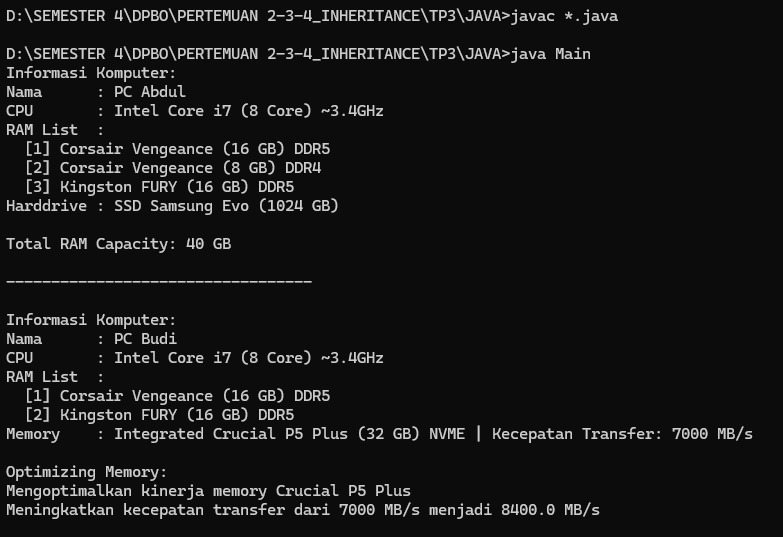 D:\SEMESTER 4\DPBO\PERTEMUAN 2-3-4_INHERITANCE\TP3\JAVA>javac *.java
D:\SEMESTER 4\DPBO\PERTEMUAN 2-3-4_INHERITANCE\TP3\JAVA>java Main
Informasi Komputer:
Nama      : PC Abdul
CPU       : Intel Core i7 (8 Core) ~3.4GHz
RAM List  :
  [1] Corsair Vengeance (16 GB) DDR5
  [2] Corsair Vengeance (8 GB) DDR4
  [3] Kingston FURY (16 GB) DDR5
Harddrive : SSD Samsung Evo (1024 GB)
Total RAM Capacity: 40 GB
----------------------------------
Informasi Komputer:
Nama      : PC Budi
CPU       : Intel Core i7 (8 Core) ~3.4GHz
RAM List  :
  [1] Corsair Vengeance (16 GB) DDR5
  [2] Kingston FURY (16 GB) DDR5
Memory    : Integrated Crucial P5 Plus (32 GB) NVME | Kecepatan Transfer: 7000 MB/s
Optimizing Memory:
Mengoptimalkan kinerja memory Crucial P5 Plus
Meningkatkan kecepatan transfer dari 7000 MB/s menjadi 8400.0 MB/s